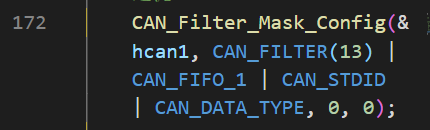 172 CAN_Filter_Mask_Config(&
hcan1, CAN_FILTER(13) |
CAN_FIFO_1 | CAN_STDID
| CAN_DATA_TYPE, 0, 0);